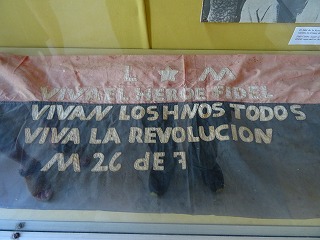 L ★ M
VIVA EL HEROE FIDEL
VIVAN LOS HNOS TODOS
VIVA LA REVOLUCION
M 26 de 7